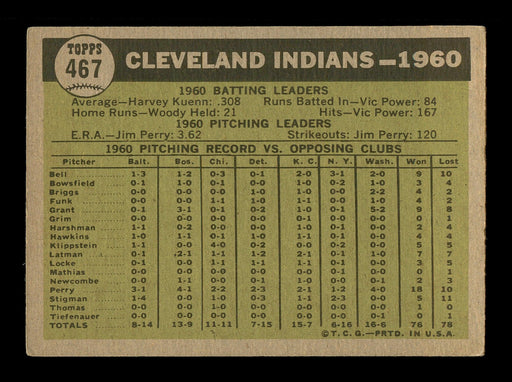 TOPPS
467
CLEVELAND INDIANS—1960
1960 BATTING LEADERS
Average—Harvey Kuenn: .308 Runs Batted In—Vic Power: 84
Home Runs—Woody Held: 21 Hits—Vic Power: 167
1960 PITCHING LEADERS
E.R.A.—Jim Perry: 3.62 Strikeouts: Jim Perry: 120
1960 PITCHING RECORD VS. OPPOSING CLUBS
Pitcher Balt. Bos. Chi. Det. K. C. N. Y. Wash. Won Lost
Bell 1-3 1-2 0-3 0-1 2-0 3-1 2-0 9 10
Bowsfield 0-1 0-1 0-0 1-0 1-0 0-2 1-0 3 4
Briggs 0-0 0-0 1-0 1-0 0-0 0-2 2-0 4 2
Funk 0-0 0-0 1-1 0-1 1-0 0-0 2-0 4 2
Grant 0-1 3-1 0-1 0-2 1-0 0-1 5-2 9 8
Grim 0-0 0-0 0-0 0-0 0-0 0-0 0 1
Harshman 1-1 0-2 0-0 1-0 0-0 0-0 0-1 2 4
Hawkins 1-0 1-1 0-1 1-1 0-0 0-1 1-0 4 4
Klippstein 1-1 0-0 4-0 0-2 0-0 0-2 0-0 5 5
Latman 0-1 2-1 1-1 1-2 2-0 0-1 1-1 7 7
Locke 0-1 0-0 1-1 1-1 0-1 0-0 1-1 3 5
Mathias 0-0 0-0 0-0 0-0 0-0 0-1 0-0 0 1
Newcombe 0-0 1-1 0-0 0-1 1-0 0-0 0-1 2 3
Perry 3-1 4-1 2-2 2-3 2-1 1-2 4-0 18 10
Stigman 1-4 0-0 1-0 0-3 1-1 2-3 0-0 5 11
Thomas 0-0 0-0 0-0 0-0 0-0 1 0
Tiefenauer 0-0 0-0 0-0 0-0 0-0 0-0 0 1
TOTALS 8-14 13-9 11-11 7-15 15-7 6-16 16-6 76 78
©T.C.G.—PRTD. IN U.S.A.